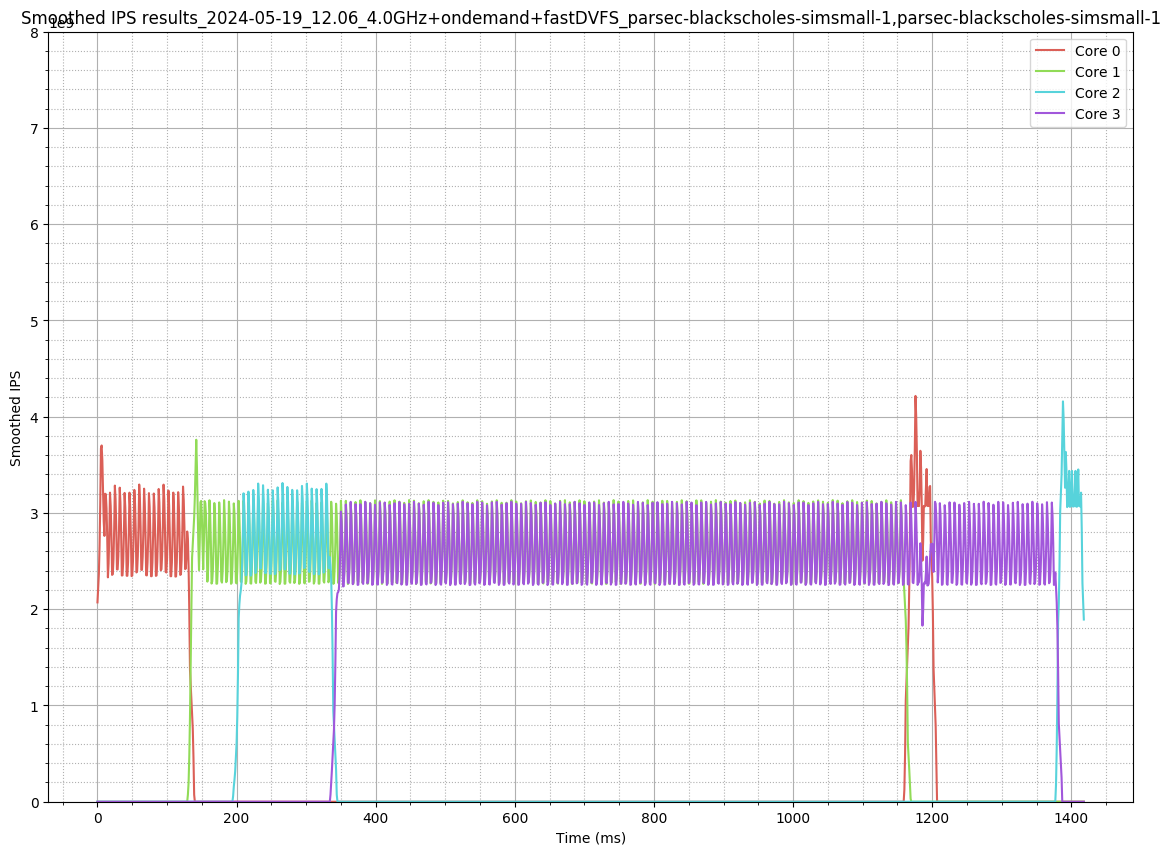 Smoothed IPS results_2024-05-19_12.06_4.0GHz+ondemand+fastDVFS_parsec-blackscholes-simsmall-1,parsec-blackscholes-simsmall-1
1e9
8
7
6
5
4
3
2
1
0
Smoothed IPS
Core 0
Core 1
Core 2
Core 3
0 200 400 600 800 1000 1200 1400
Time (ms)